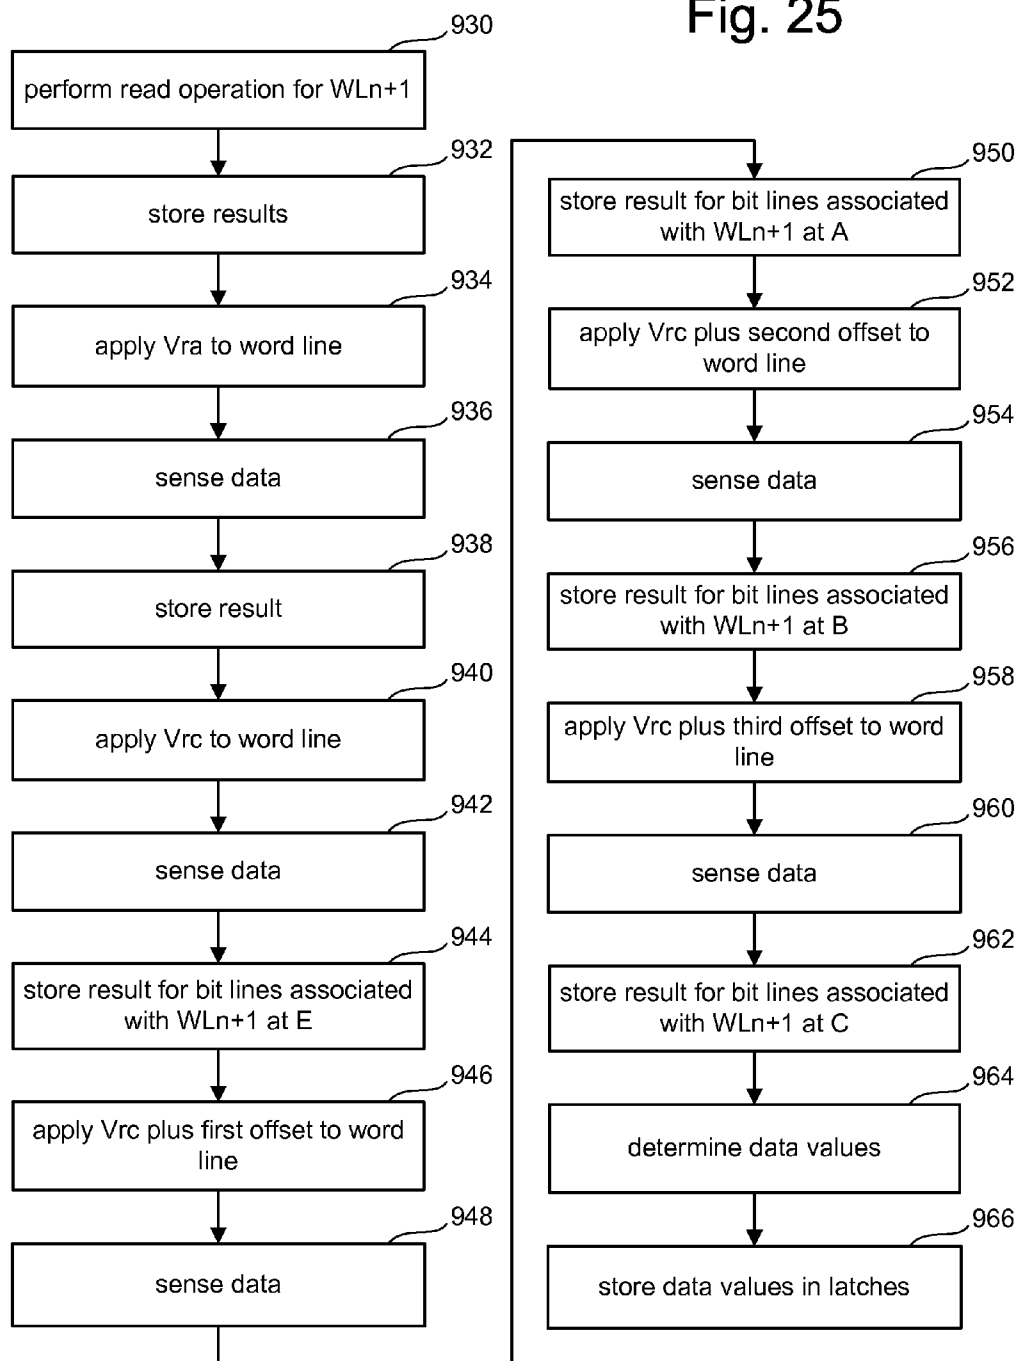 Fig. 25
930
perform read operation for WLn+1
932
store results
934
apply Vra to word line
936
sense data
938
store result
940
apply Vrc to word line
942
sense data
944
store result for bit lines associated
with WLn+1 at E
946
apply Vrc plus first offset to word
line
948
sense data
950
store result for bit lines associated
with WLn+1 at A
952
apply Vrc plus second offset to
word line
954
sense data
956
store result for bit lines associated
with WLn+1 at B
958
apply Vrc plus third offset to word
line
960
sense data
962
store result for bit lines associated
with WLn+1 at C
964
determine data values
966
store data values in latches